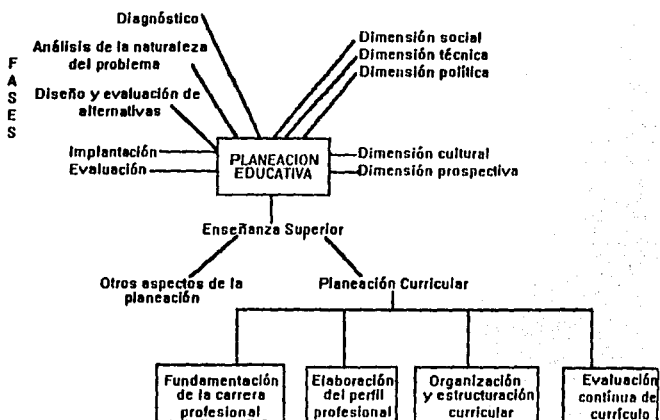 Diagnóstico
Análisis de la naturaleza
del problema
Diseño y evaluación de
alternativas
Implantación
Evaluación
FASES
Dimensión social
Dimensión técnica
Dimensión política
Dimensión cultural
Dimensión prospectiva
PLANEACION
EDUCATIVA
Enseñanza Superior
Otros aspectos de la
planeación
Planeación Curricular
Fundamentación
de la carrera
profesional
Elaboración
del perfil
profesional
Organización
y estructuración
curricular
Evaluación
continua de
currículo